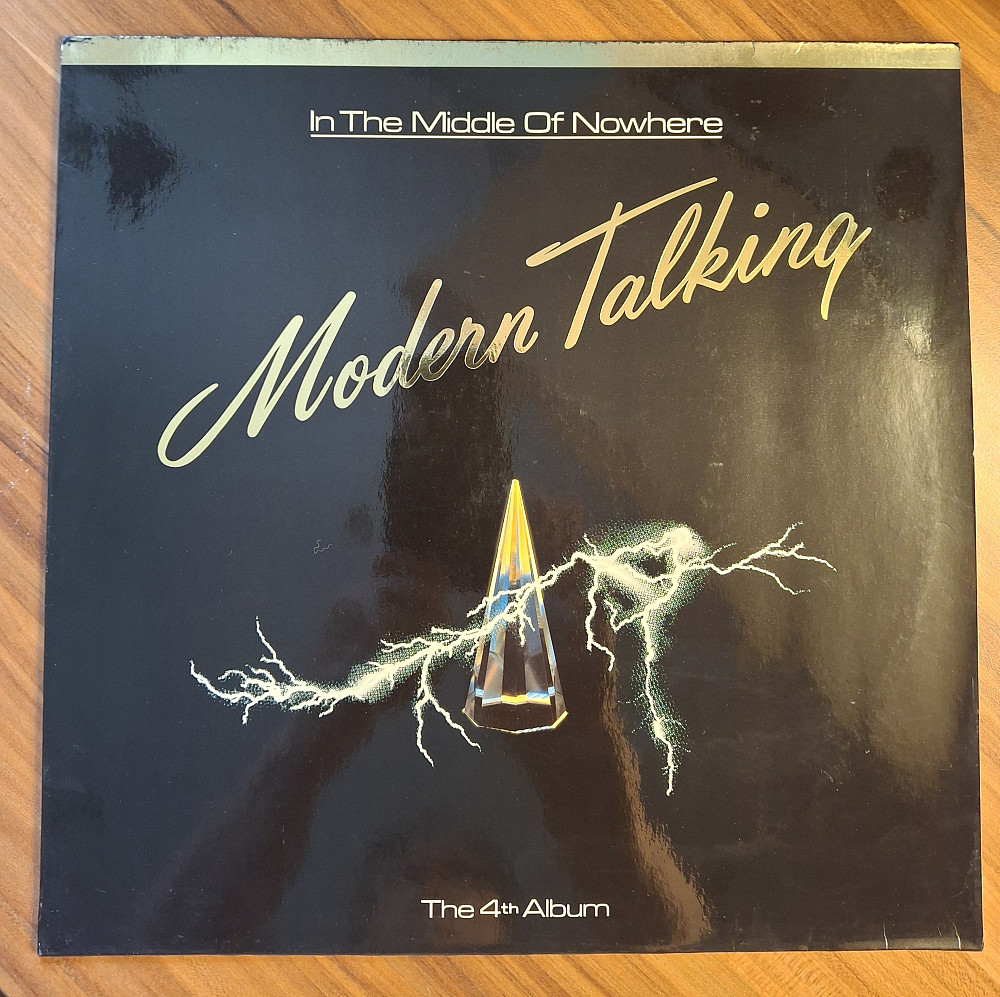 In The Middle Of Nowhere
Modern Talking
The 4th Album